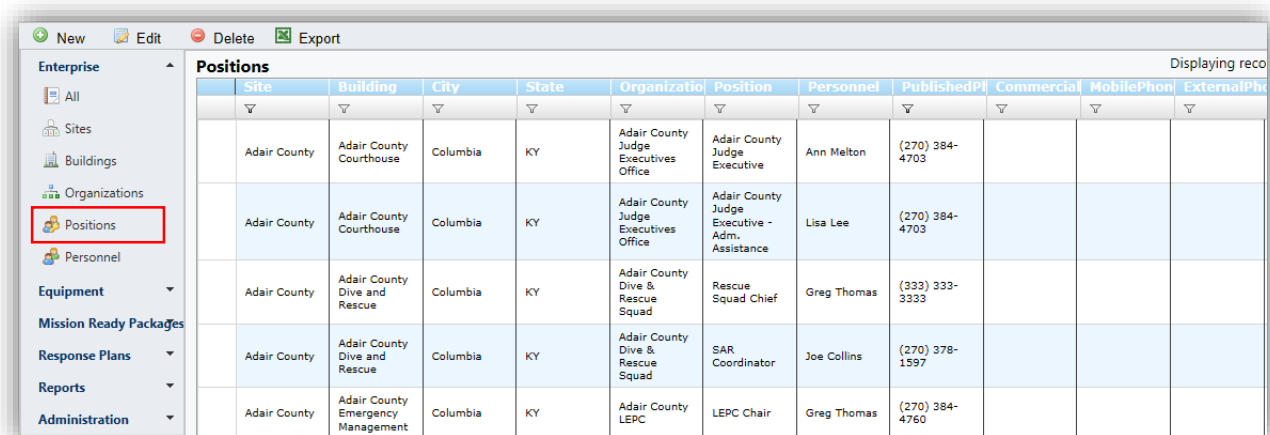 New Edit Delete Export
Enterprise
All
Sites
Buildings
Organizations
Positions
Personnel
Equipment
Mission Ready Packages
Response Plans
Reports
Administration
Positions
Displaying reco
Site Building City State Organizatio Position Personnel PublishedPh Commercial MobilePhon ExternalPho
Adair County
Adair County
Courthouse
Columbia
KY
Adair County
Judge
Executives
Office
Adair County
Judge
Executive
Ann Melton
(270) 384-
4703
Adair County
Adair County
Courthouse
Columbia
KY
Adair County
Judge
Executives
Office
Adair County
Judge
Executive -
Adm.
Assistance
Lisa Lee
(270) 384-
4703
Adair County
Adair County
Dive and
Rescue
Columbia
KY
Adair County
Dive &
Rescue
Squad
Rescue
Squad Chief
Greg Thomas
(333) 333-
3333
Adair County
Adair County
Dive and
Rescue
Columbia
KY
Adair County
Dive &
Rescue
Squad
SAR
Coordinator
Joe Collins
(270) 378-
1597
Adair County
Adair County
Emergency
Management
Columbia
KY
Adair County
LEPC
LEPC Chair
Greg Thomas
(270) 384-
4760